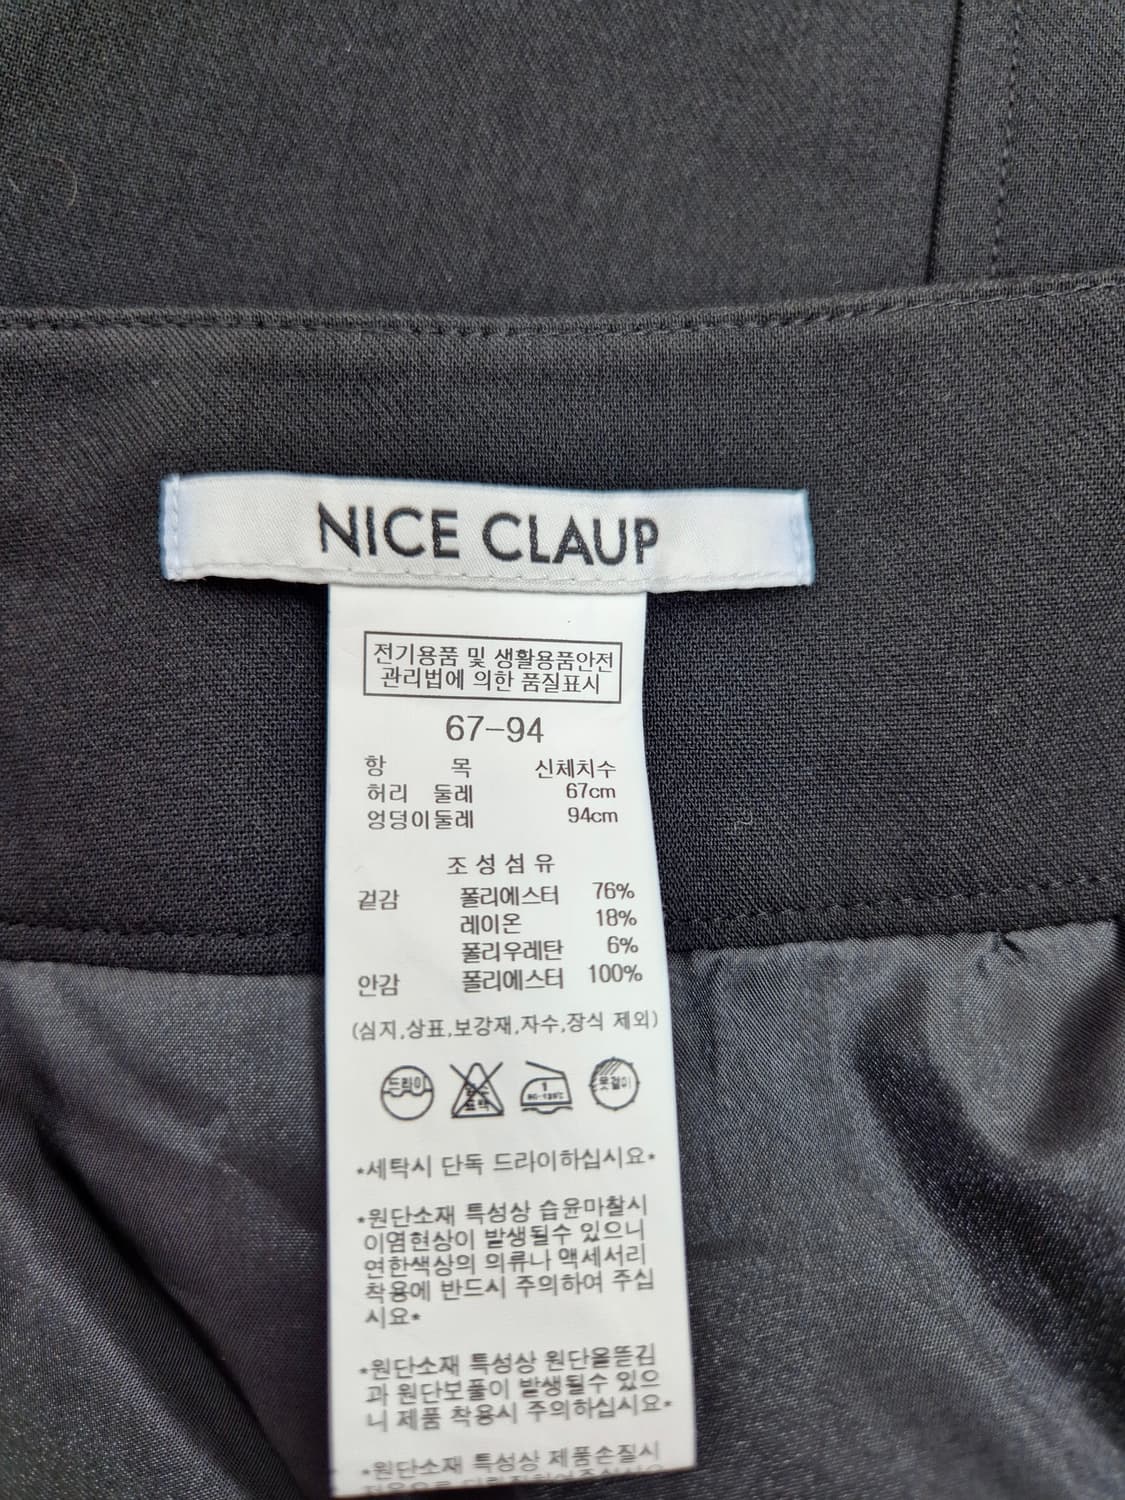 NICE CLAUP
전기용품 및 생활용품안전
관리법에 의한 품질표시
67-94
항 목 신체치수
허리 둘레 67cm
엉덩이둘레 94cm
조성섬유
겉감 폴리에스터 76%
레이온 18%
폴리우레탄 6%
안감 폴리에스터 100%
(심지,상표,보강재,자수,장식 제외)
드라이
1
옷걸이
*세탁시 단독 드라이하십시요*
*원단소재 특성상 습윤마찰시
이염현상이 발생될수 있으니
연한색상의 의류나 액세서리
착용에 반드시 주의하여 주십
시요*
*원단소재 특성상 원단올뜯김
과 원단보풀이 발생될수 있으
니 제품 착용시 주의하십시요*
*원단소재 특성상 제품손질시